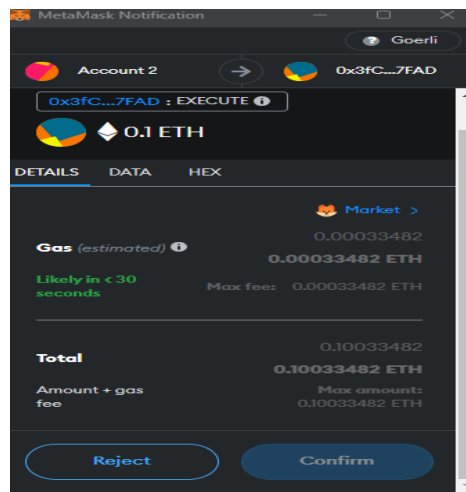 MetaMask Notification
Goerli
Account 2
0x3fC...7FAD
0x3fC...7FAD : EXECUTE
0.1 ETH
DETAILS DATA HEX
Market >
Gas (estimated)
0.00033482
0.00033482 ETH
Likely in < 30 seconds
Max fee: 0.00033482 ETH
Total
0.10033482
0.10033482 ETH
Amount + gas fee
Max amount:
0.10033482 ETH
Reject
Confirm